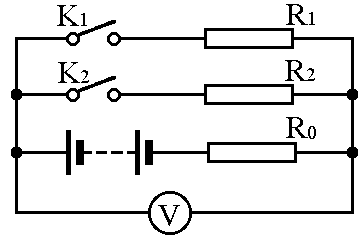 K₁ R₁
K₂ R₂
R₀
V